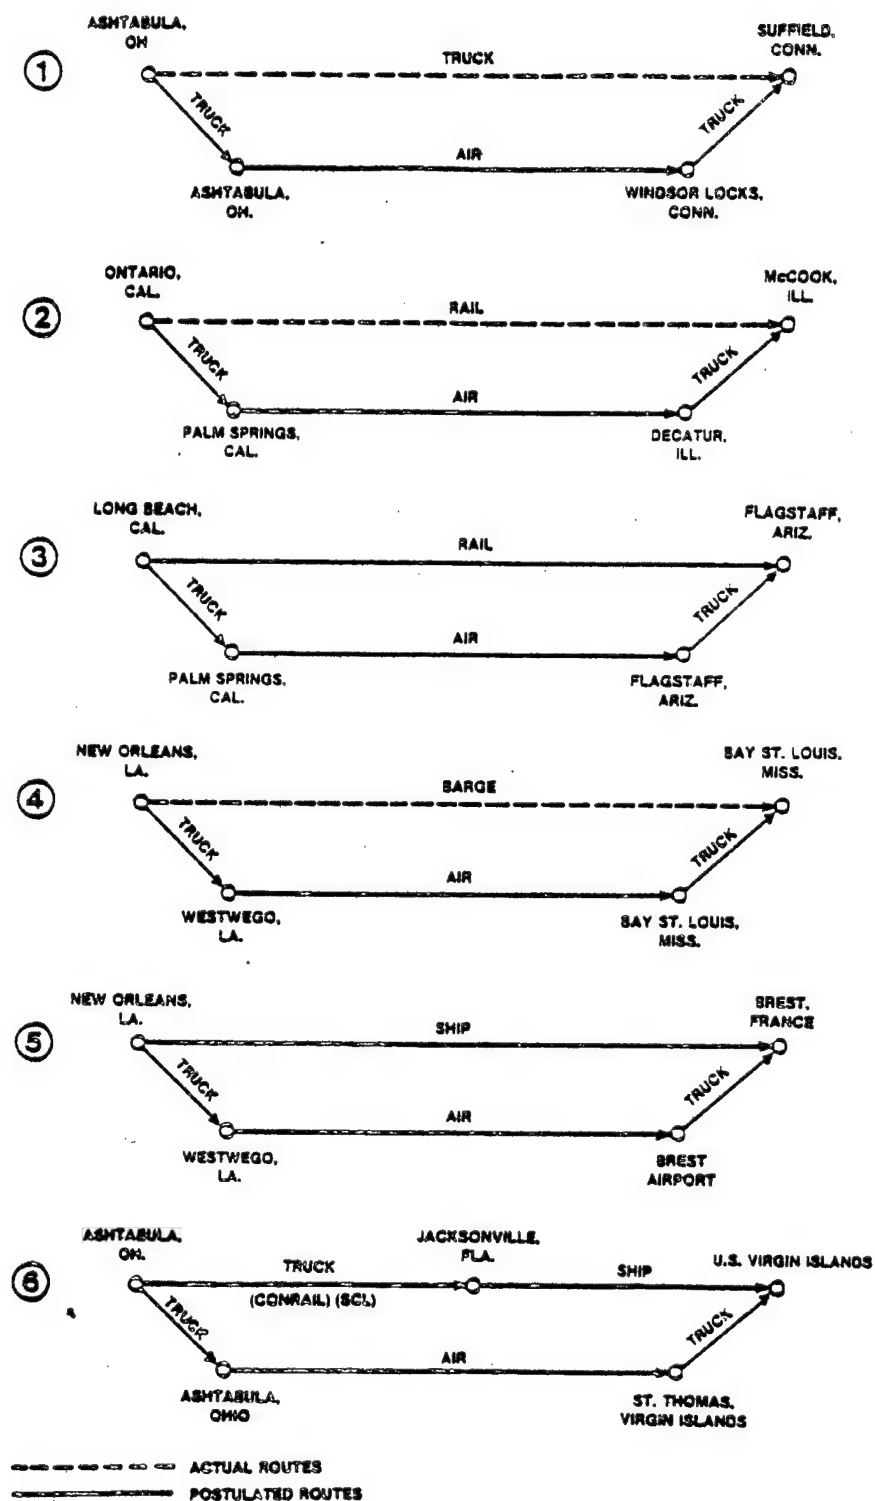 ASHTABULA,
OH
SUFFIELD,
CONN.
1
TRUCK
TRUCK
TRUCK
AIR
ASHTABULA,
OH.
WINDSOR LOCKS,
CONN.
ONTARIO,
CAL.
McCOOK,
ILL.
2
RAIL
TRUCK
TRUCK
AIR
PALM SPRINGS,
CAL.
DECATUR,
ILL.
LONG BEACH,
CAL.
FLAGSTAFF,
ARIZ.
3
RAIL
TRUCK
TRUCK
AIR
PALM SPRINGS,
CAL.
FLAGSTAFF,
ARIZ.
NEW ORLEANS,
LA.
BAY ST. LOUIS,
MISS.
4
BARGE
TRUCK
TRUCK
AIR
WESTWEGO,
LA.
BAY ST. LOUIS,
MISS.
NEW ORLEANS,
LA.
BREST,
FRANCE
5
SHIP
TRUCK
TRUCK
AIR
WESTWEGO,
LA.
BREST
AIRPORT
ASHTABULA,
OH.
JACKSONVILLE,
FLA.
U.S. VIRGIN ISLANDS
6
TRUCK
SHIP
(CONRAIL) (SCL)
TRUCK
TRUCK
AIR
ASHTABULA,
OHIO
ST. THOMAS,
VIRGIN ISLANDS
ACTUAL ROUTES
POSTULATED ROUTES